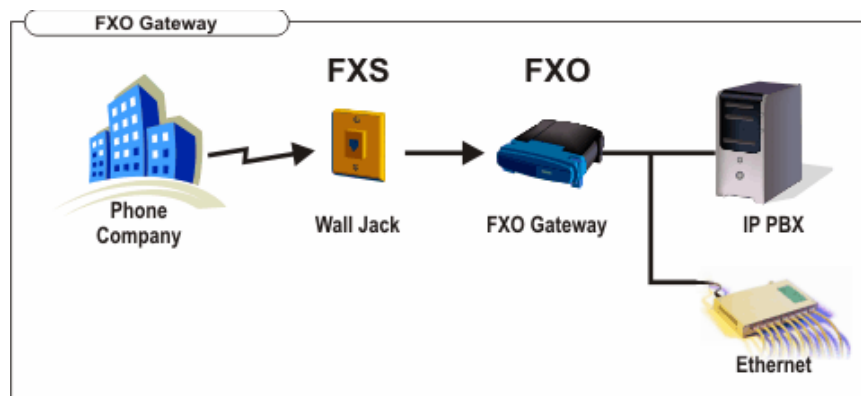 FXO Gateway
FXS
FXO
Phone
Company
Wall Jack
FXO Gateway
IP PBX
Ethernet